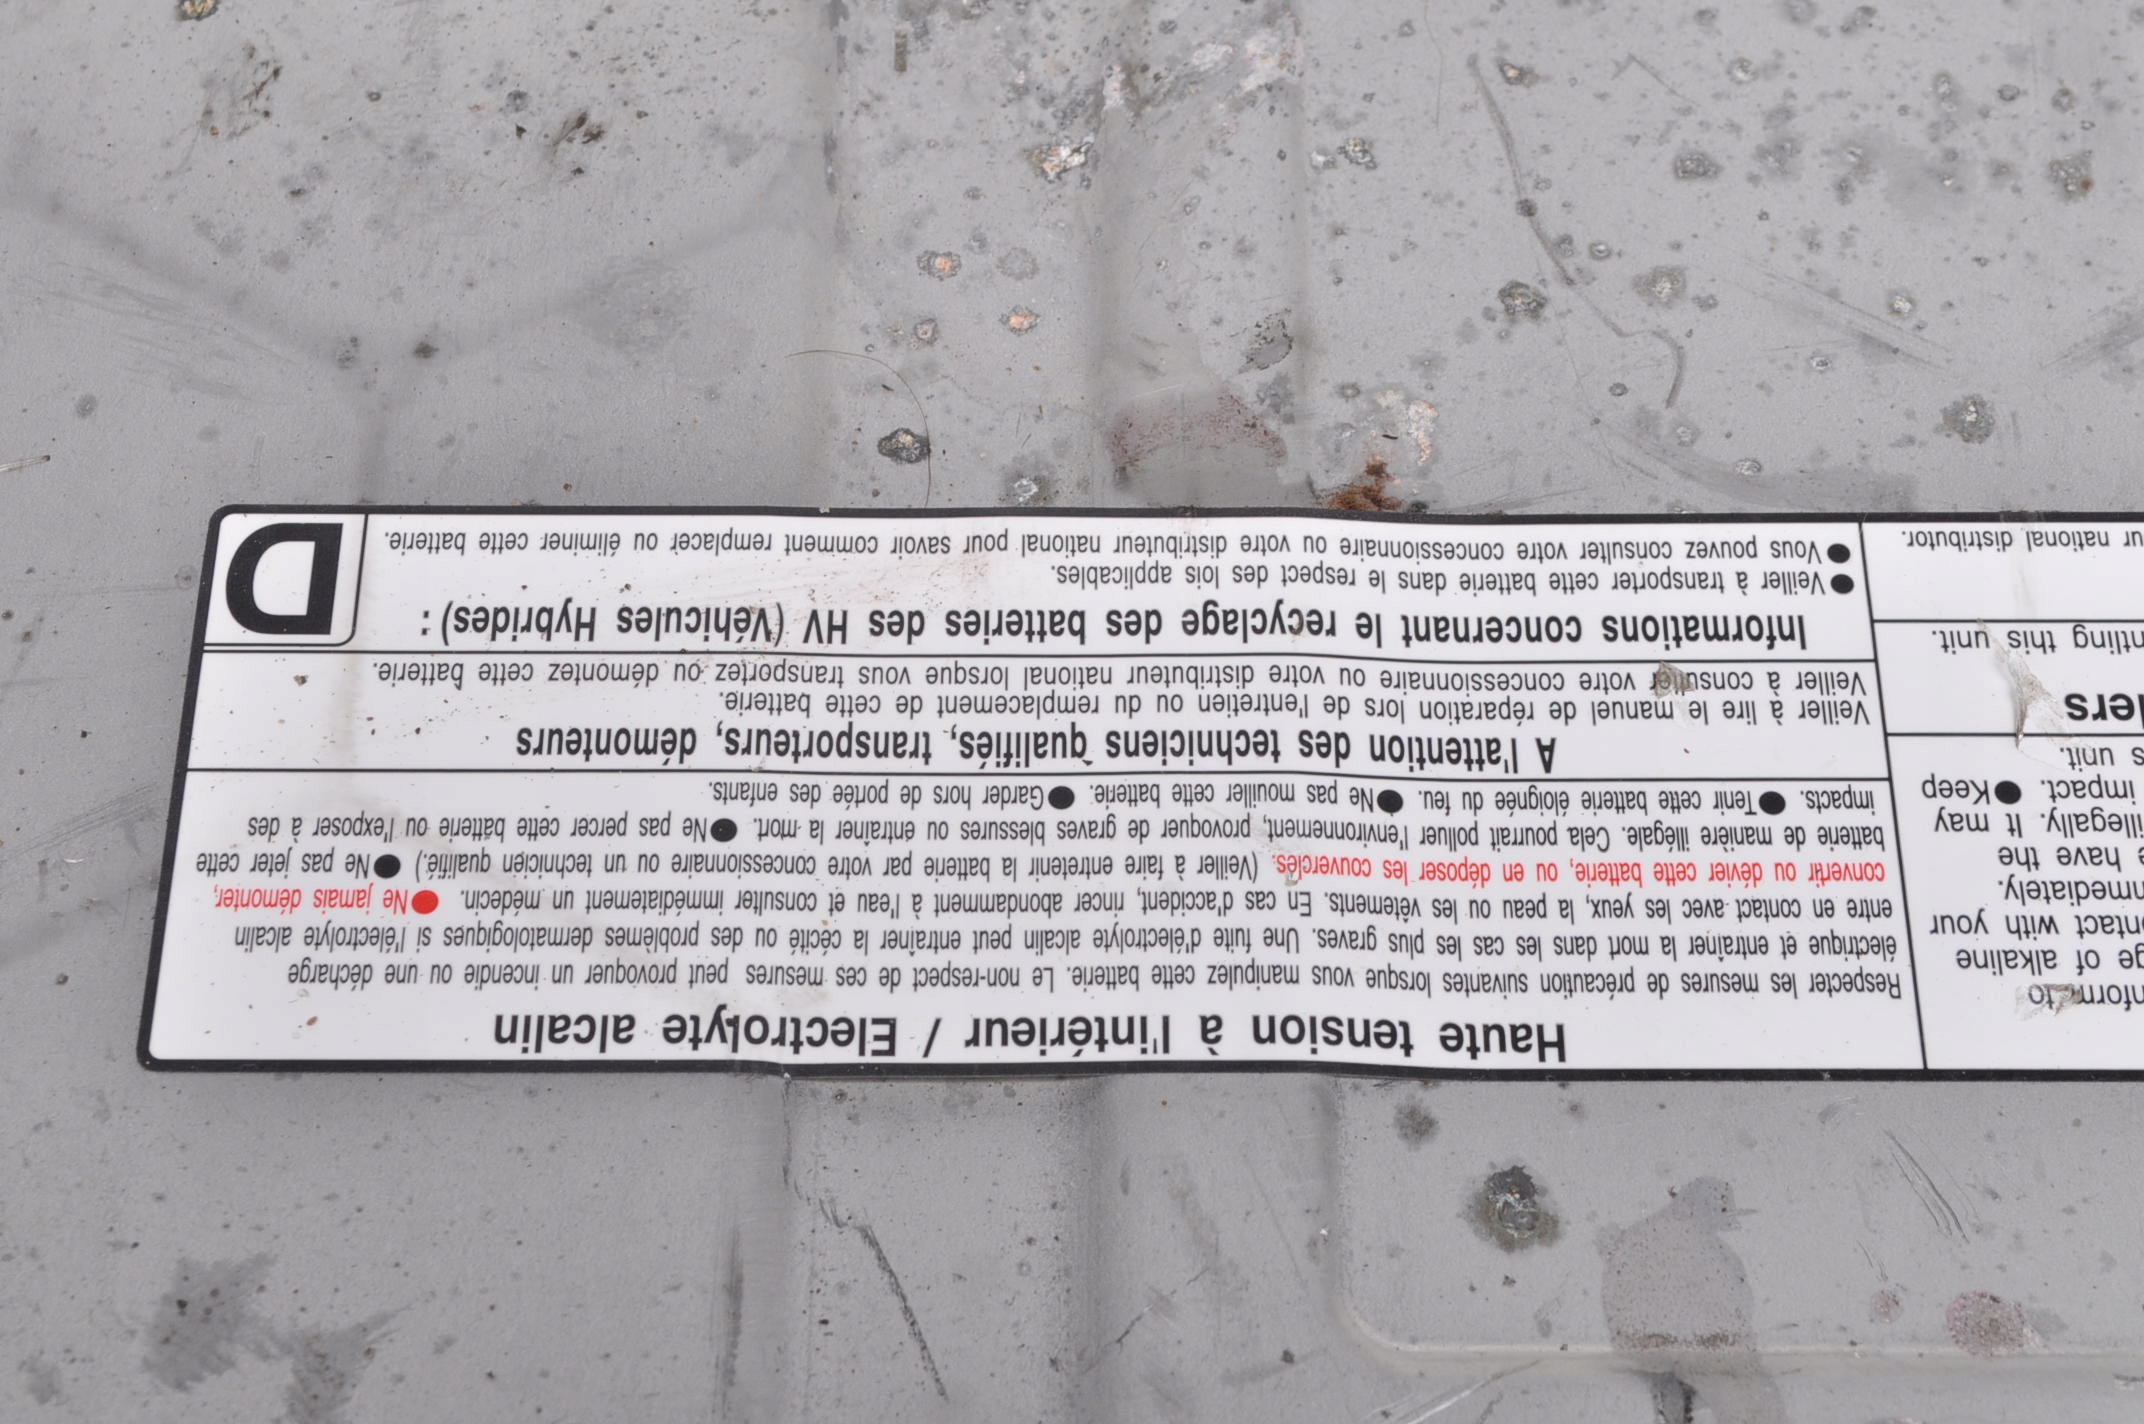 nform to
ge of alkaline
ontact with your
mmediately.
e have the
illegally. It may
impact. ●Keep
s unit.
lers
ntling this unit.
ur national distributor.
Haute tension à l'intérieur / Electrolyte alcalin
Respecter les mesures de précaution suivantes lorsque vous manipulez cette batterie. Le non-respect de ces mesures peut provoquer un incendie ou une décharge
électrique et entraîner la mort dans les cas les plus graves. Une fuite d'électrolyte alcalin peut entraîner la cécité ou des problèmes dermatologiques si l'électrolyte alcalin
entre en contact avec les yeux, la peau ou les vêtements. En cas d'accident, rincer abondamment à l'eau et consulter immédiatement un médecin. ●Ne jamais démonter,
convertir ou dévier cette batterie, ou en déposer les couvercles. (Veiller à faire entretenir la batterie par votre concessionnaire ou un technicien qualifié.) ●Ne pas jeter cette
batterie de manière illégale. Cela pourrait polluer l'environnement, provoquer de graves blessures ou entraîner la mort. ●Ne pas percer cette batterie ou l'exposer à des
impacts. ●Tenir cette batterie éloignée du feu. ●Ne pas mouiller cette batterie. ●Garder hors de portée des enfants.
A l'attention des techniciens qualifiés, transporteurs, démonteurs
Veiller à lire le manuel de réparation lors de l'entretien ou du remplacement de cette batterie.
Veiller à consulter votre concessionnaire ou votre distributeur national lorsque vous transportez ou démontez cette batterie.
Informations concernant le recyclage des batteries des HV (Véhicules Hybrides) :
●Veiller à transporter cette batterie dans le respect des lois applicables.
●Vous pouvez consulter votre concessionnaire ou votre distributeur national pour savoir comment remplacer ou éliminer cette batterie.
D